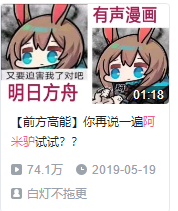 有声漫画
又要迫害我了对吧
明日方舟
01:18
【前方高能】你再说一遍阿
米驴试试？？
74.1万 2019-05-19
白灯不拖更